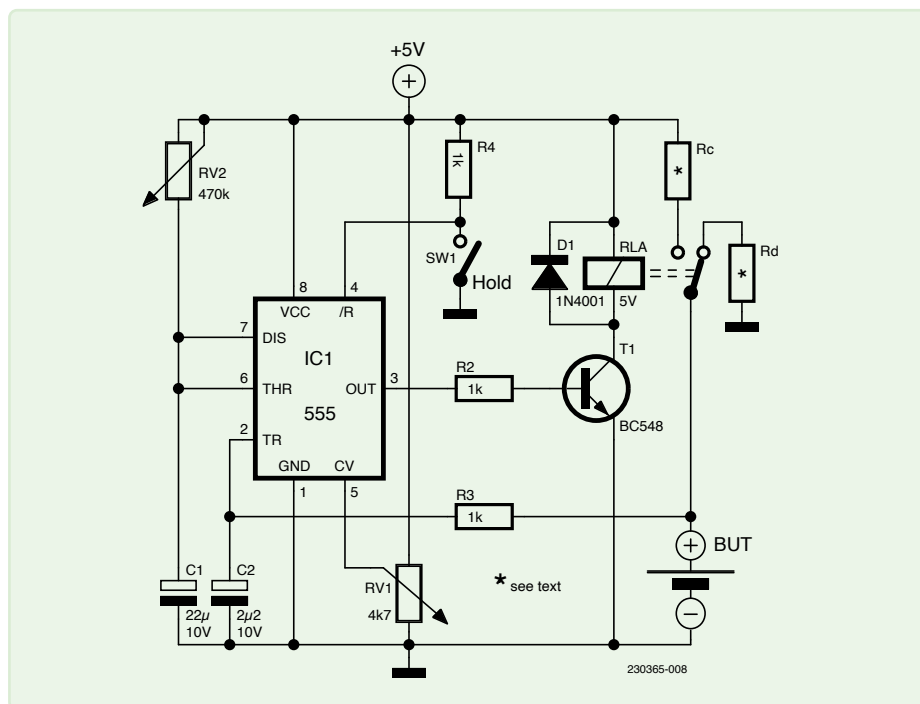 +5V
R4
1k
Rc
*
RV2
470k
D1
RLA
Rd
*
SW1
Hold
1N4001
5V
8
4
VCC
/R
7
DIS
IC1
T1
6
THR
OUT
3
R2
1k
555
2
TR
BC548
GND
CV
1
5
R3
1k
+
BUT
C1
C2
RV1
* see text
22µ
10V
2µ2
10V
4k7
230365-008